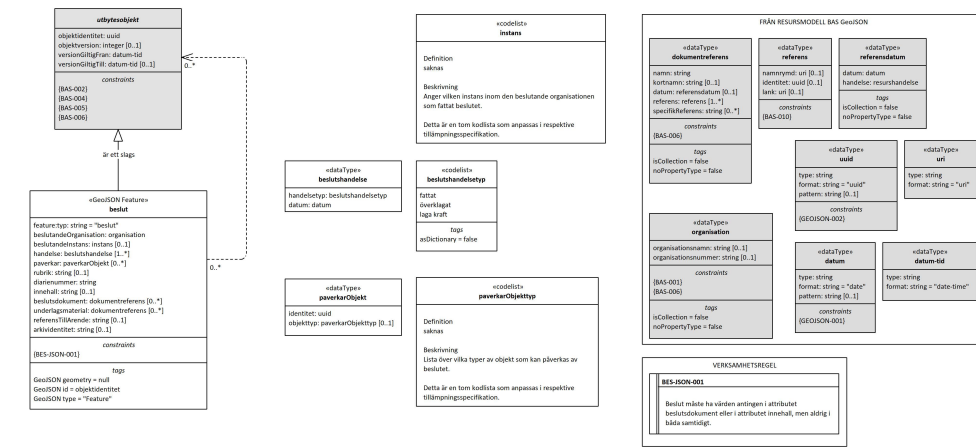 utbytesobjekt
objektidentitet: uuid
objektversion: integer [0..1]
versionGiltigFran: datum-tid
versionGiltigTill: datum-tid [0..1]
constraints
{BAS-002}
{BAS-004}
{BAS-005}
{BAS-006}
0..*
är ett slags
«GeoJSON Feature»
beslut
feature:typ: string = "beslut"
beslutandeOrganisation: organisation
beslutandeInstans: instans [0..1]
handelse: beslutshandelse [1..*]
paverkar: paverkarObjekt [0..*]
rubrik: string [0..1]
diarienummer: string
innehall: string [0..1]
beslutsdokument: dokumentreferens [0..*]
underlagsmaterial: dokumentreferens [0..*]
referensTillArende: string [0..1]
arkividentitet: string [0..1]
constraints
{BES-JSON-001}
tags
GeoJSON geometry = null
GeoJSON id = objektidentitet
GeoJSON type = "Feature"
0..*
«codelist»
instans
Definition
saknas
Beskrivning
Anger vilken instans inom den beslutande organisationen
som fattat beslutet.
Detta är en tom kodlista som anpassas i respektive
tillämpningsspecifikation.
«dataType»
beslutshandelse
handelsetyp: beslutshandelsetyp
datum: datum
«codelist»
beslutshandelsetyp
fattat
överklagat
laga kraft
tags
asDictionary = false
«dataType»
paverkarObjekt
identitet: uuid
objekttyp: paverkarObjekttyp [0..1]
«codelist»
paverkarObjekttyp
Definition
saknas
Beskrivning
Lista över vilka typer av objekt som kan påverkas av
beslutet.
Detta är en tom kodlista som anpassas i respektive
tillämpningsspecifikation.
FRÅN RESURSMODELL BAS GeoJSON
«dataType»
dokumentreferens
namn: string
kortnamn: string [0..1]
datum: referensdatum [0..1]
referens: referens [1..*]
specifikReferens: string [0..*]
constraints
{BAS-006}
tags
isCollection = false
noPropertyType = false
«dataType»
referens
namnrymd: uri [0..1]
identitet: uuid [0..1]
lank: uri [0..1]
constraints
{BAS-010}
«dataType»
referensdatum
datum: datum
handelse: resurshandelse
tags
isCollection = false
noPropertyType = false
«dataType»
uuid
type: string
format: string = "uuid"
pattern: string [0..1]
constraints
{GEOJSON-002}
«dataType»
uri
type: string
format: string = "uri"
«dataType»
organisation
organisationsnamn: string [0..1]
organisationsnummer: string [0..1]
constraints
{BAS-001}
{BAS-006}
tags
isCollection = false
noPropertyType = false
«dataType»
datum
type: string
format: string = "date"
pattern: string [0..1]
constraints
{GEOJSON-001}
«dataType»
datum-tid
type: string
format: string = "date-time"
VERKSAMHETSREGEL
BES-JSON-001
Beslut måste ha värden antingen i attributet
beslutsdokument eller i attributet innehall, men aldrig i
båda samtidigt.